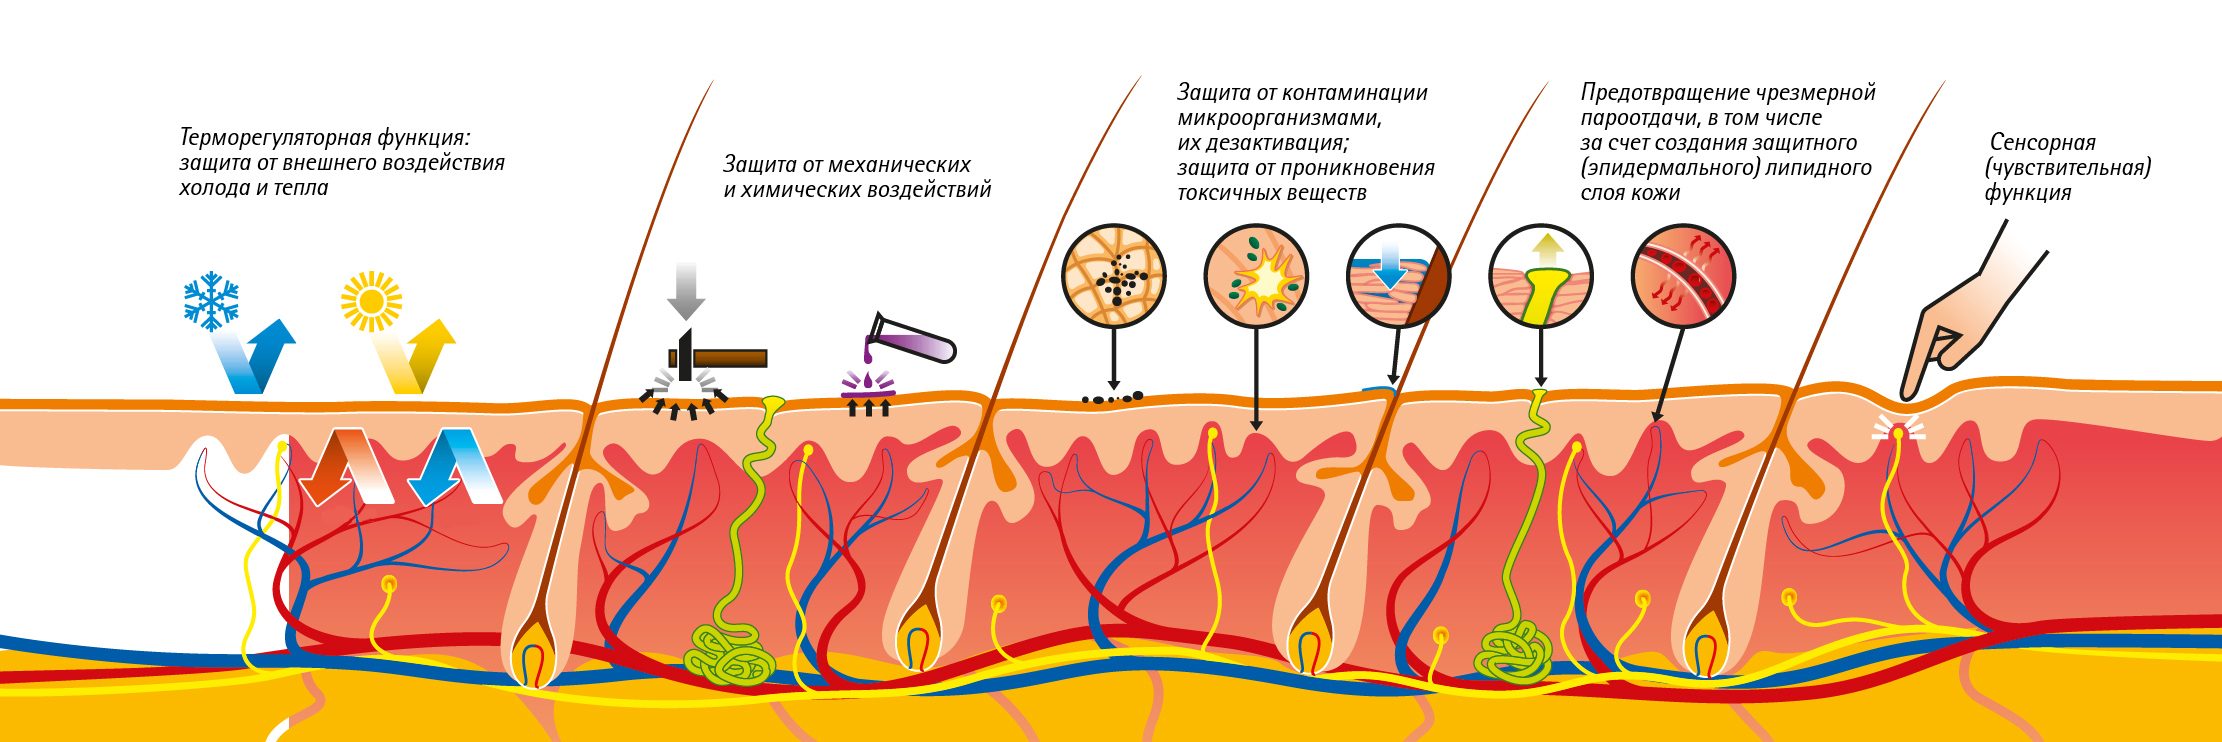 Терморегуляторная функция:
защита от внешнего воздействия
холода и тепла
Защита от механических
и химических воздействий
Защита от контаминации
микроорганизмами,
их дезактивация;
защита от проникновения
токсичных веществ
Предотвращение чрезмерной
пароотдачи, в том числе
за счет создания защитного
(эпидермального) липидного
слоя кожи
Сенсорная
(чувствительная)
функция